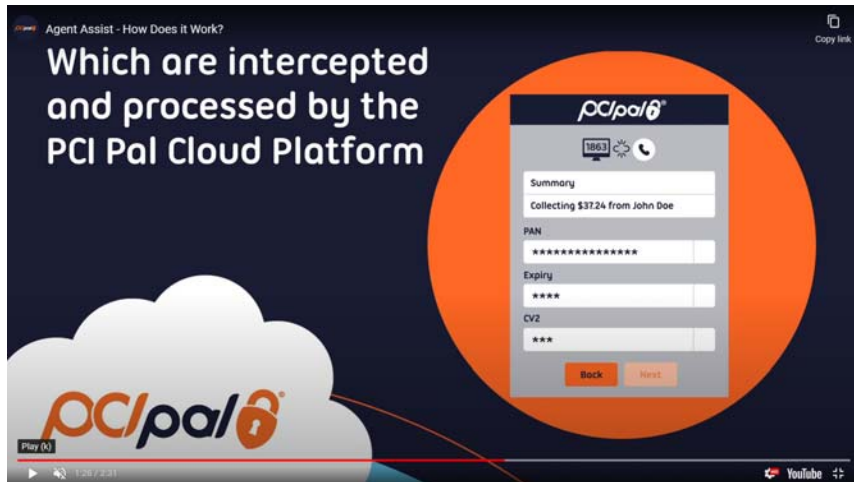 Agent Assist - How Does it Work?
Copy link
Which are intercepted
and processed by the
PCI Pal Cloud Platform
pcipal®
1863
Summary
Collecting $37.24 from John Doe
PAN
***************
Expiry
****
CV2
***
Back
Next
pcipal®
Play (k)
1:26 / 2:31
YouTube